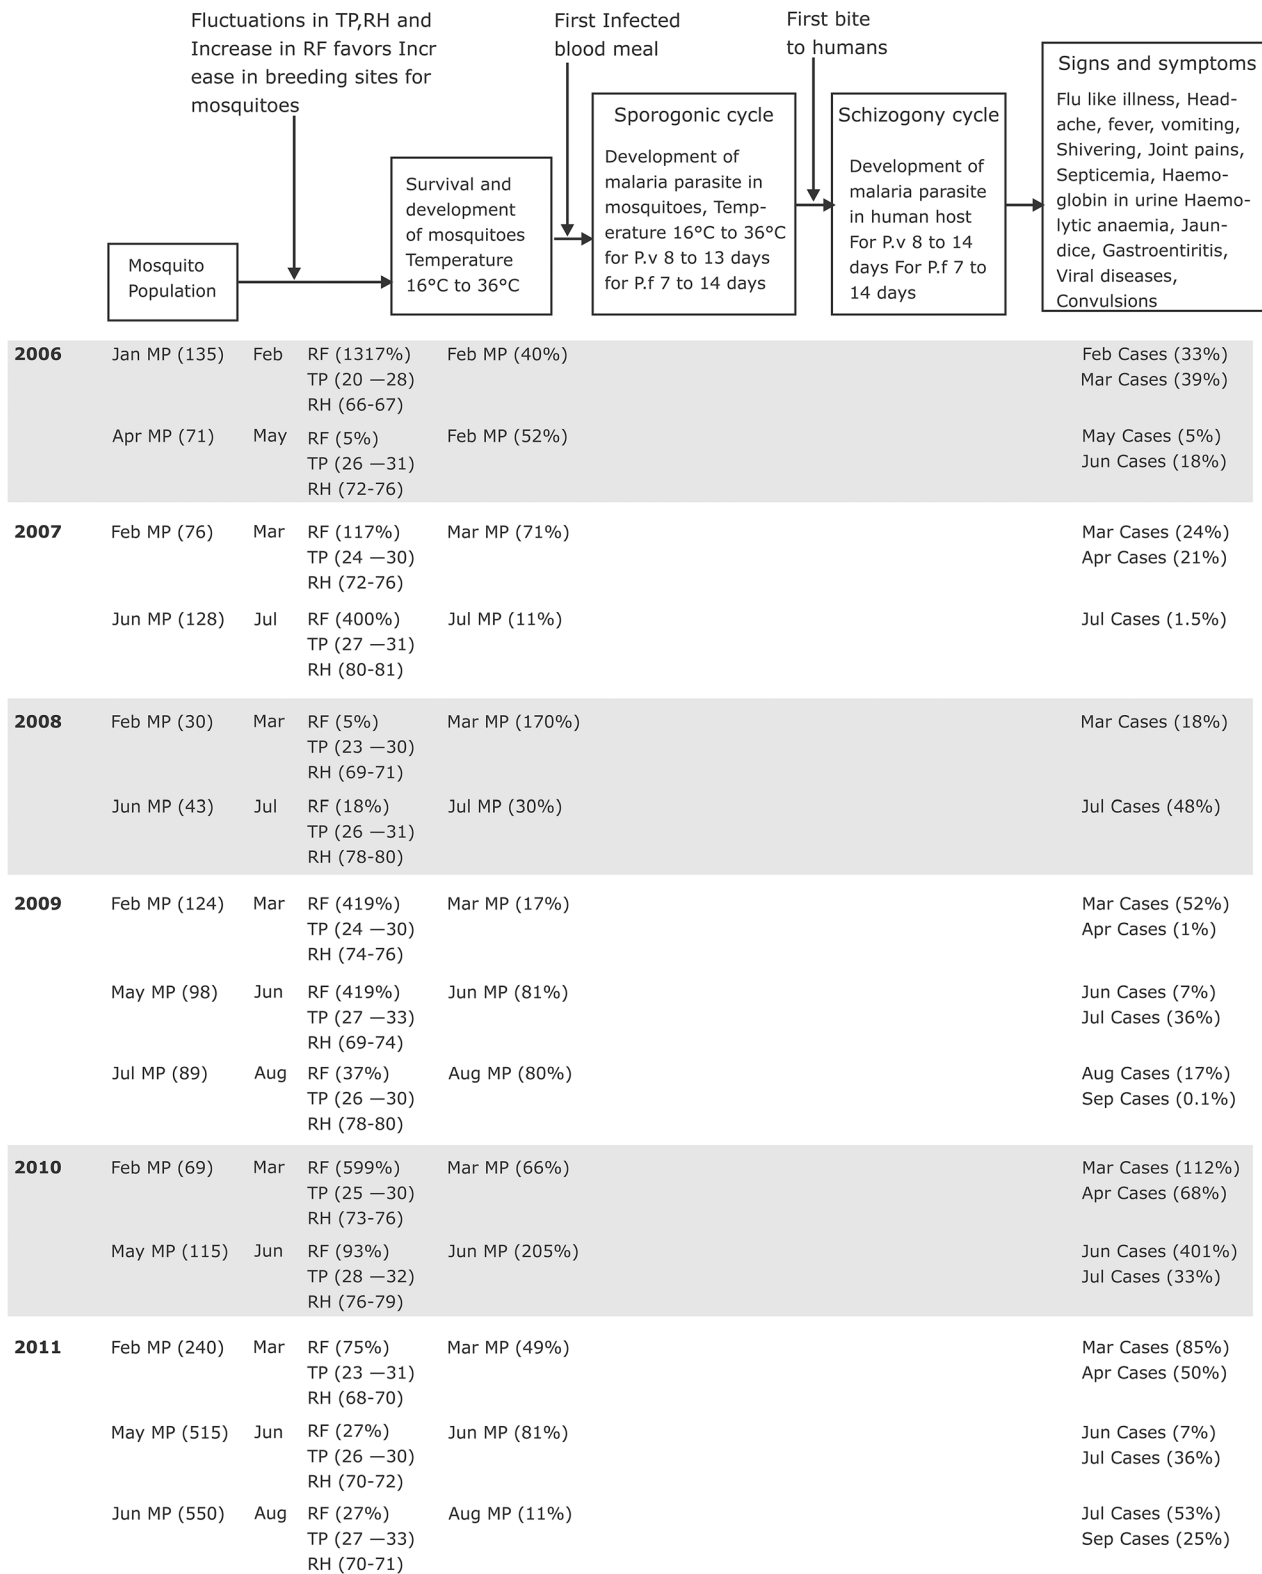 Fluctuations in TP,RH and
Increase in RF favors Incr
ease in breeding sites for
mosquitoes
First Infected
blood meal
First bite
to humans
Mosquito
Population
Survival and
development
of mosquitoes
Temperature
16°C to 36°C
Sporogonic cycle
Development of
malaria parasite in
mosquitoes, Temp-
erature 16°C to 36°C
for P.v 8 to 13 days
for P.f 7 to 14 days
Schizogony cycle
Development of
malaria parasite
in human host
For P.v 8 to 14
days For P.f 7 to
14 days
Signs and symptoms
Flu like illness, Head-
ache, fever, vomiting,
Shivering, Joint pains,
Septicemia, Haemo-
globin in urine Haemo-
lytic anaemia, Jaun-
dice, Gastroentiritis,
Viral diseases,
Convulsions
2006 Jan MP (135) Feb RF (1317%) Feb MP (40%) Feb Cases (33%)
TP (20 —28) Mar Cases (39%)
RH (66-67)
Apr MP (71) May RF (5%) Feb MP (52%) May Cases (5%)
TP (26 —31) Jun Cases (18%)
RH (72-76)
2007 Feb MP (76) Mar RF (117%) Mar MP (71%) Mar Cases (24%)
TP (24 —30) Apr Cases (21%)
RH (72-76)
Jun MP (128) Jul RF (400%) Jul MP (11%) Jul Cases (1.5%)
TP (27 —31)
RH (80-81)
2008 Feb MP (30) Mar RF (5%) Mar MP (170%) Mar Cases (18%)
TP (23 —30)
RH (69-71)
Jun MP (43) Jul RF (18%) Jul MP (30%) Jul Cases (48%)
TP (26 —31)
RH (78-80)
2009 Feb MP (124) Mar RF (419%) Mar MP (17%) Mar Cases (52%)
TP (24 —30) Apr Cases (1%)
RH (74-76)
May MP (98) Jun RF (419%) Jun MP (81%) Jun Cases (7%)
TP (27 —33) Jul Cases (36%)
RH (69-74)
Jul MP (89) Aug RF (37%) Aug MP (80%) Aug Cases (17%)
TP (26 —30) Sep Cases (0.1%)
RH (78-80)
2010 Feb MP (69) Mar RF (599%) Mar MP (66%) Mar Cases (112%)
TP (25 —30) Apr Cases (68%)
RH (73-76)
May MP (115) Jun RF (93%) Jun MP (205%) Jun Cases (401%)
TP (28 —32) Jul Cases (33%)
RH (76-79)
2011 Feb MP (240) Mar RF (75%) Mar MP (49%) Mar Cases (85%)
TP (23 —31) Apr Cases (50%)
RH (68-70)
May MP (515) Jun RF (27%) Jun MP (81%) Jun Cases (7%)
TP (26 —30) Jul Cases (36%)
RH (70-72)
Jun MP (550) Aug RF (27%) Aug MP (11%) Jul Cases (53%)
TP (27 —33) Sep Cases (25%)
RH (70-71)